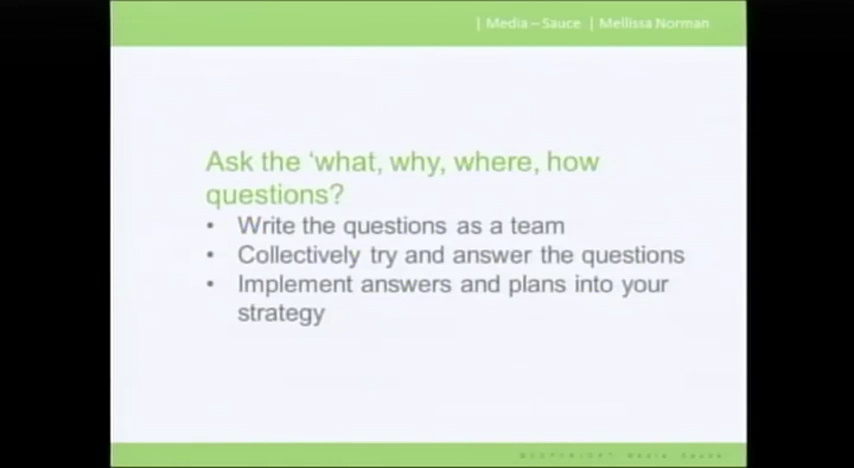 | Media – Sauce | Mellissa Norman
Ask the ‘what, why, where, how
questions?
• Write the questions as a team
• Collectively try and answer the questions
• Implement answers and plans into your
strategy